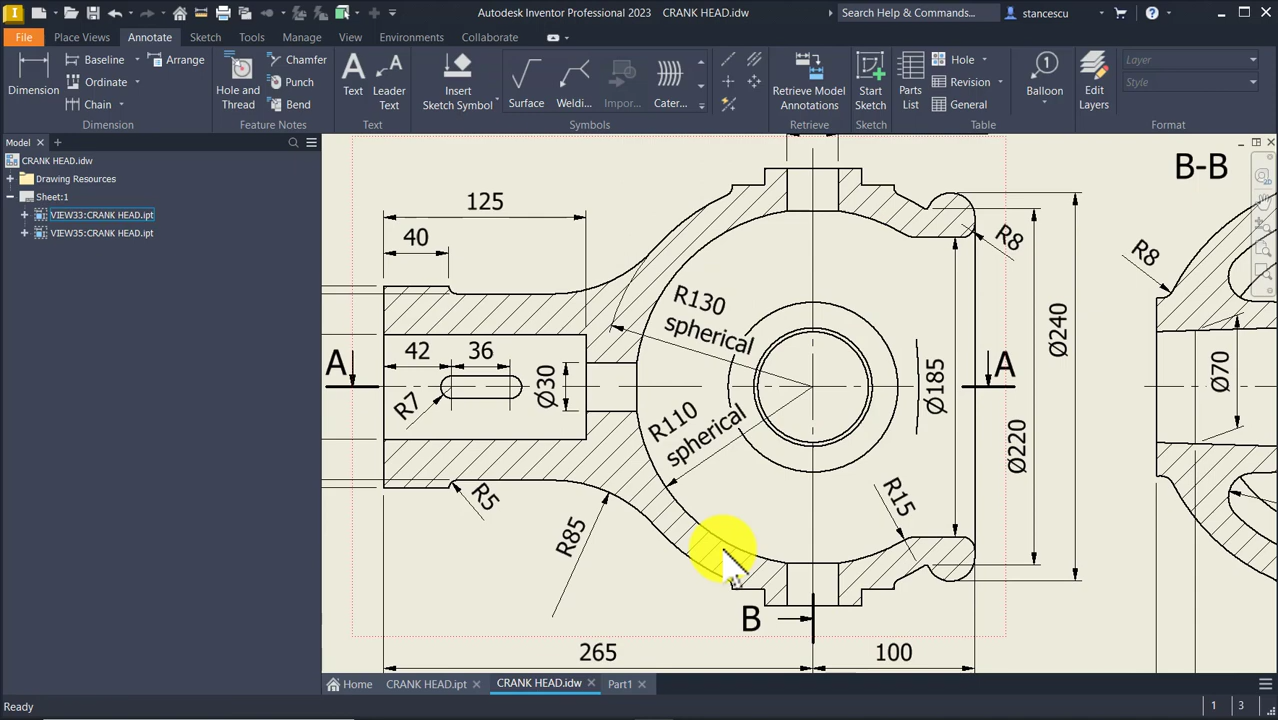 Autodesk Inventor Professional 2023 CRANK HEAD.idw
Search Help & Commands...
stancescu
File
Place Views
Annotate
Sketch
Tools
Manage
View
Environments
Collaborate
Dimension
Baseline
Ordinate
Chain
Arrange
Dimension
Hole and
Thread
Chamfer
Punch
Bend
Feature Notes
Text
Leader
Text
Text
Insert
Sketch Symbol
Surface
Weldi...
Impor...
Cater...
Symbols
Retrieve Model
Annotations
Retrieve
Start
Sketch
Sketch
Parts
List
Hole
Revision
General
Table
Balloon
Edit
Layers
Layer
Style
Format
Model
CRANK HEAD.idw
Drawing Resources
Sheet:1
VIEW33:CRANK HEAD.ipt
VIEW35:CRANK HEAD.ipt
125
40
42
36
R7
Ø30
R5
R85
R130
spherical
R110
spherical
R15
R8
Ø185
Ø220
Ø240
A
A
B
265
100
B-B
R8
Ø70
Home
CRANK HEAD.ipt
CRANK HEAD.idw
Part1
Ready
1
3